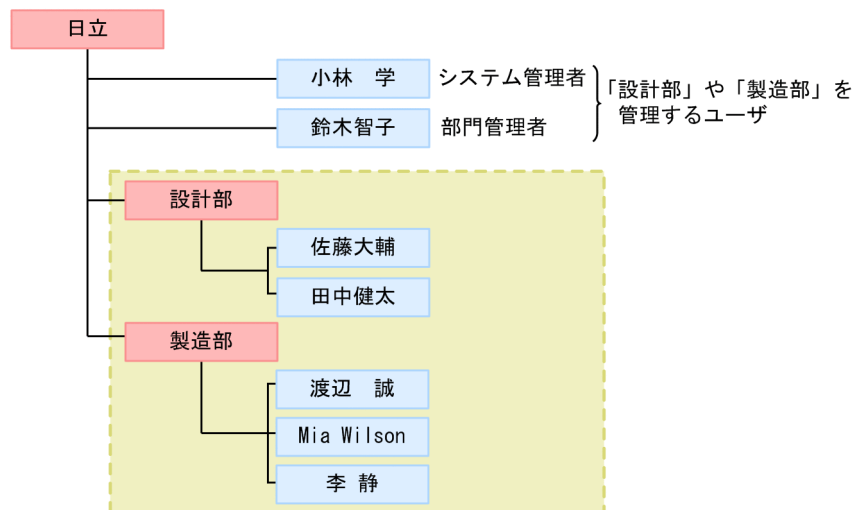 日立
小林　学　システム管理者
鈴木智子　部門管理者
「設計部」や「製造部」を
管理するユーザ
設計部
佐藤大輔
田中健太
製造部
渡辺　誠
Mia Wilson
李 静